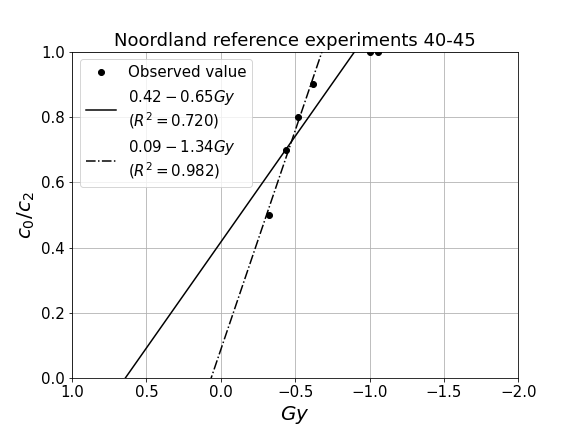 Noordland reference experiments 40-45
Observed value
0.42 − 0.65Gy
(R² = 0.720)
0.09 − 1.34Gy
(R² = 0.982)
c₀/c₂
1.0
0.8
0.6
0.4
0.2
0.0
1.0 0.5 0.0 −0.5 −1.0 −1.5 −2.0
Gy